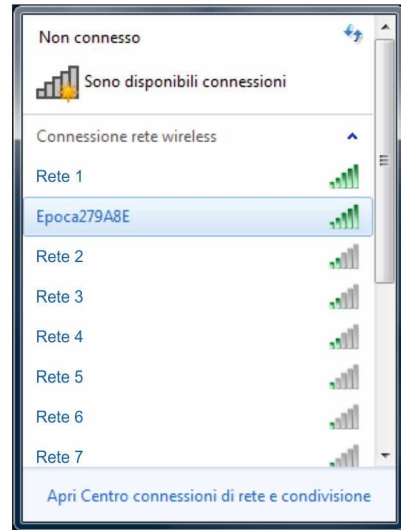 Non connesso
Sono disponibili connessioni
Connessione rete wireless
Rete 1
Epoca279A8E
Rete 2
Rete 3
Rete 4
Rete 5
Rete 6
Rete 7
Apri Centro connessioni di rete e condivisione